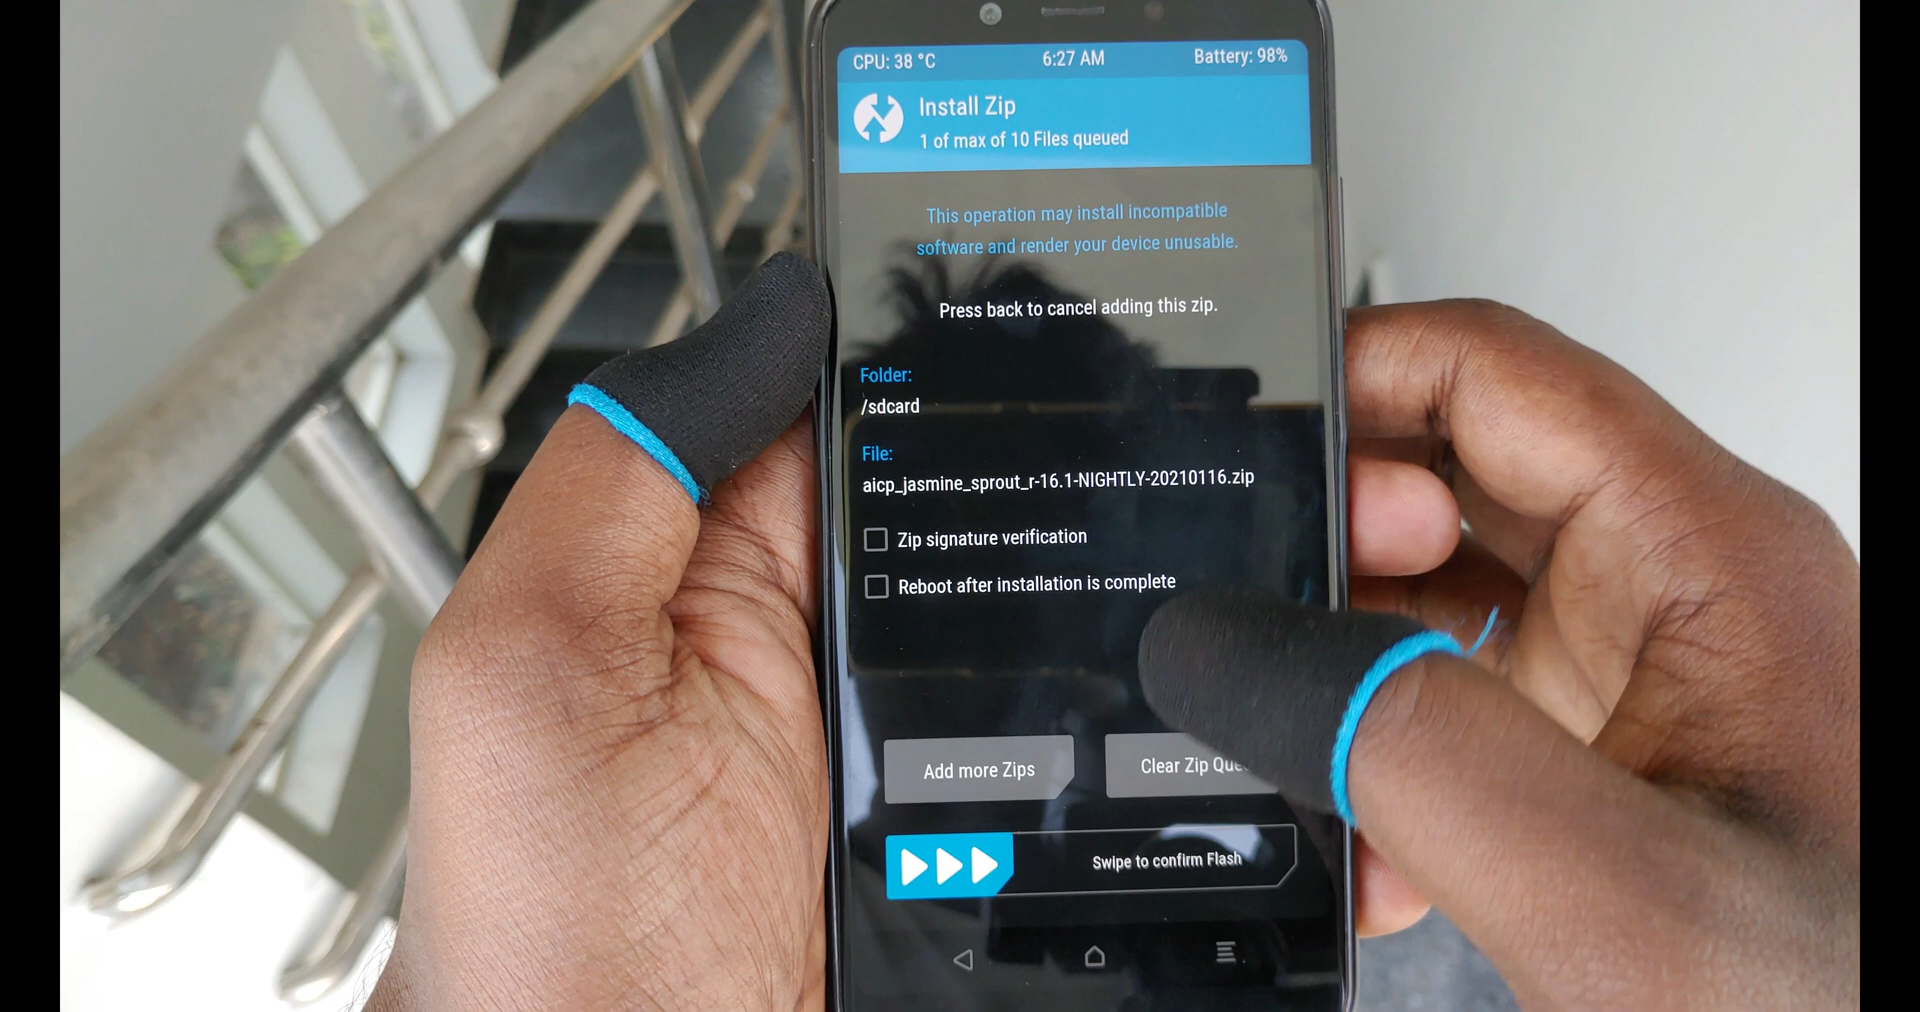 CPU: 38 °C 6:27 AM Battery: 98%
Install Zip
1 of max of 10 Files queued
This operation may install incompatible
software and render your device unusable.
Press back to cancel adding this zip.
Folder:
/sdcard
File:
aicp_jasmine_sprout_r-16.1-NIGHTLY-20210116.zip
Zip signature verification
Reboot after installation is complete
Add more Zips
Clear Zip
Swipe to confirm Flash